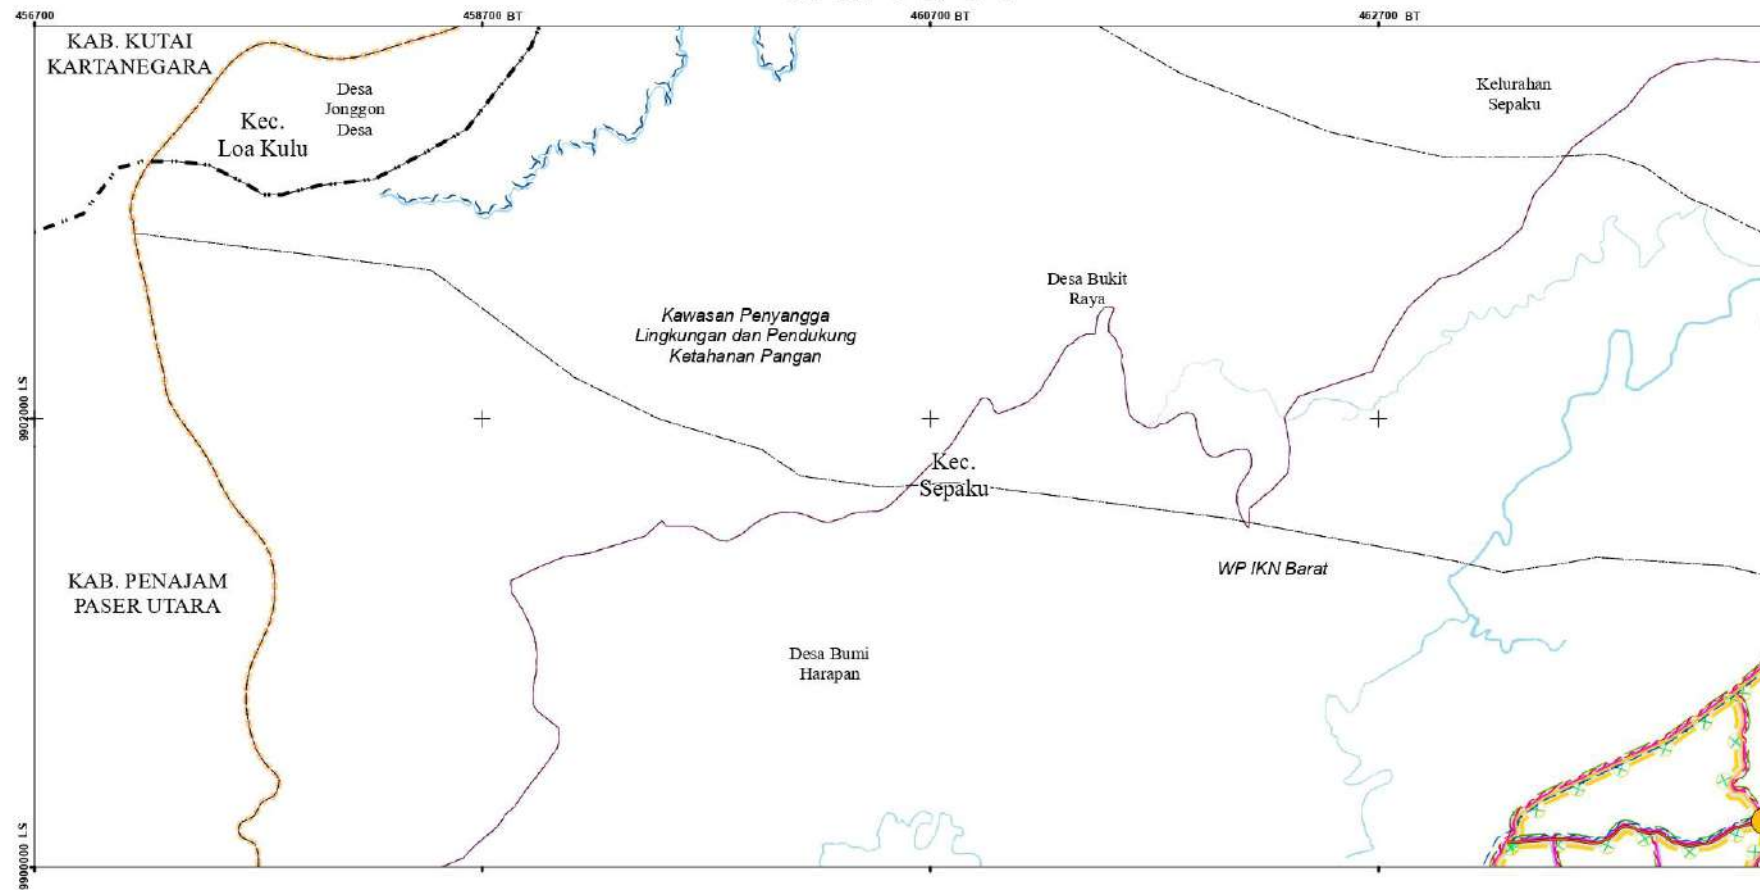 456700 BT
458700 BT
460700 BT
462700 BT
KAB. KUTAI
KARTANEGARA
Desa
Jonggon
Desa
Kec.
Loa Kulu
Kelurahan
Sepaku
Desa Bukit
Raya
Kawasan Penyangga
Lingkungan dan Pendukung
Ketahanan Pangan
9902000 LS
Kec.
Sepaku
WP IKN Barat
KAB. PENAJAM
PASER UTARA
Desa Bumi
Harapan
9900000 LS